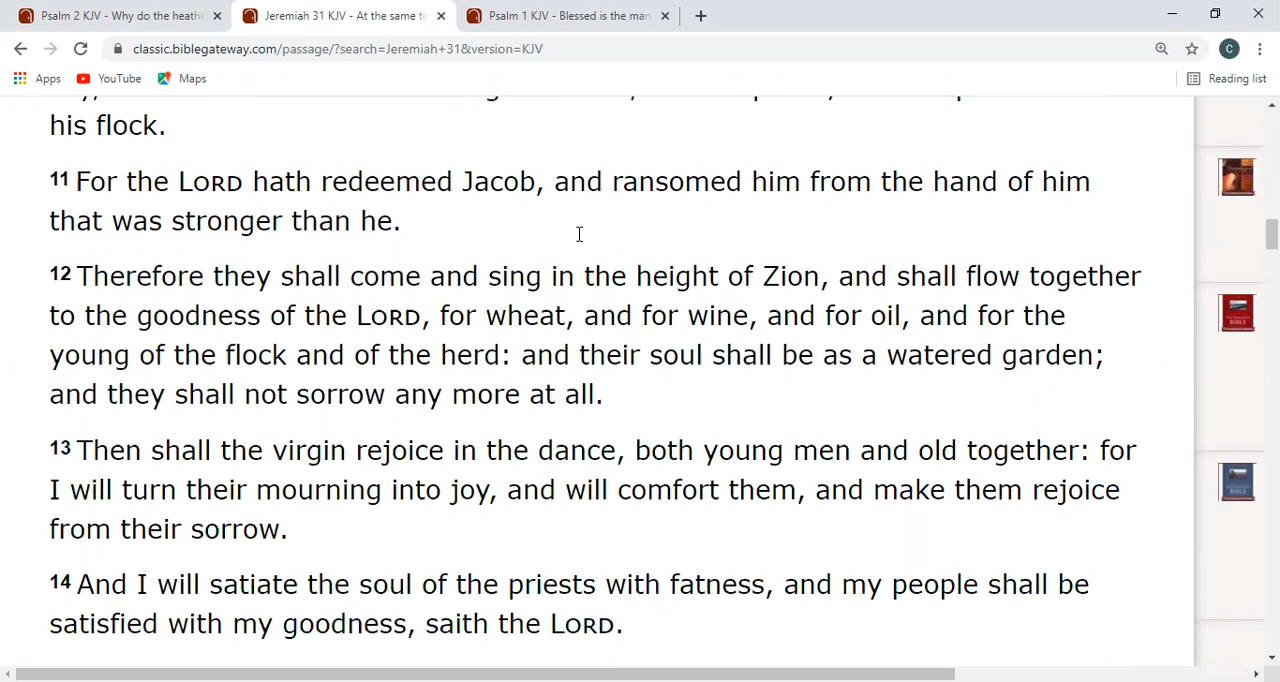 Psalm 2 KJV - Why do the heath
Jeremiah 31 KJV - At the same ti
Psalm 1 KJV - Blessed is the man
classic.biblegateway.com/passage/?search=Jeremiah+31&version=KJV
C
Apps YouTube Maps Reading list
his flock.
11 For the LORD hath redeemed Jacob, and ransomed him from the hand of him
that was stronger than he.
12 Therefore they shall come and sing in the height of Zion, and shall flow together
to the goodness of the LORD, for wheat, and for wine, and for oil, and for the
young of the flock and of the herd: and their soul shall be as a watered garden;
and they shall not sorrow any more at all.
13 Then shall the virgin rejoice in the dance, both young men and old together: for
I will turn their mourning into joy, and will comfort them, and make them rejoice
from their sorrow.
14 And I will satiate the soul of the priests with fatness, and my people shall be
satisfied with my goodness, saith the LORD.